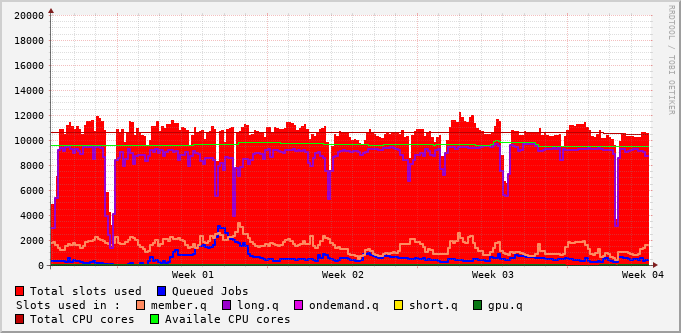 20000
18000
16000
14000
12000
10000
8000
6000
4000
2000
0
Week 01 Week 02 Week 03 Week 04
RRDTOOL / TOBI OETIKER
Total slots used Queued Jobs
Slots used in : member.q long.q ondemand.q short.q gpu.q
Total CPU cores Availale CPU cores